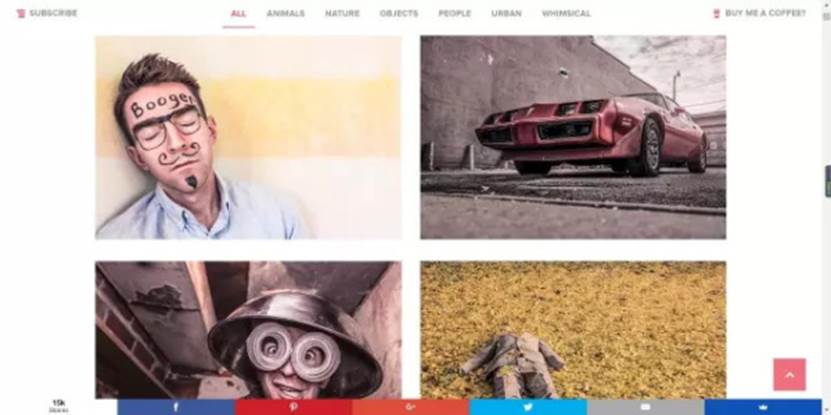 SUBSCRIBE
ALL ANIMALS NATURE OBJECTS PEOPLE URBAN WHIMSICAL
BUY ME A COFFEE?
Booger
15k
Shares